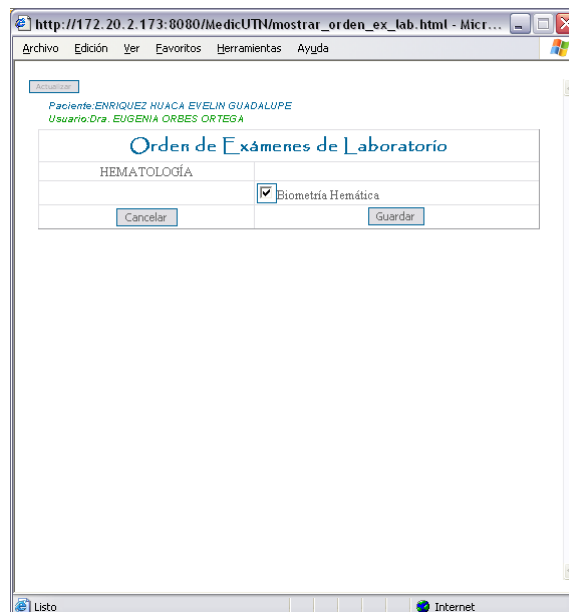 http://172.20.2.173:8080/MedicUTN/mostrar_orden_ex_lab.html - Micr...
Archivo Edición Ver Favoritos Herramientas Ayuda
Actualizar
Paciente:ENRIQUEZ HUACA EVELIN GUADALUPE
Usuario:Dra. EUGENIA ORBES ORTEGA
Orden de Exámenes de Laboratorio
HEMATOLOGÍA
Biometría Hemática
Cancelar Guardar
Listo Internet